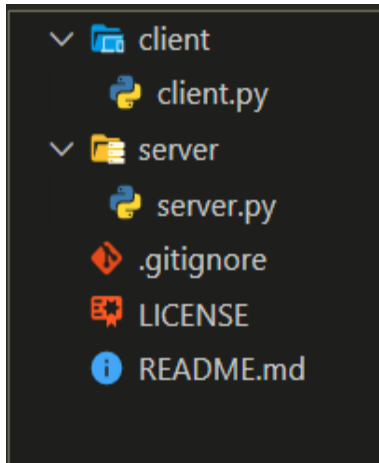 client
client.py
server
server.py
.gitignore
LICENSE
README.md